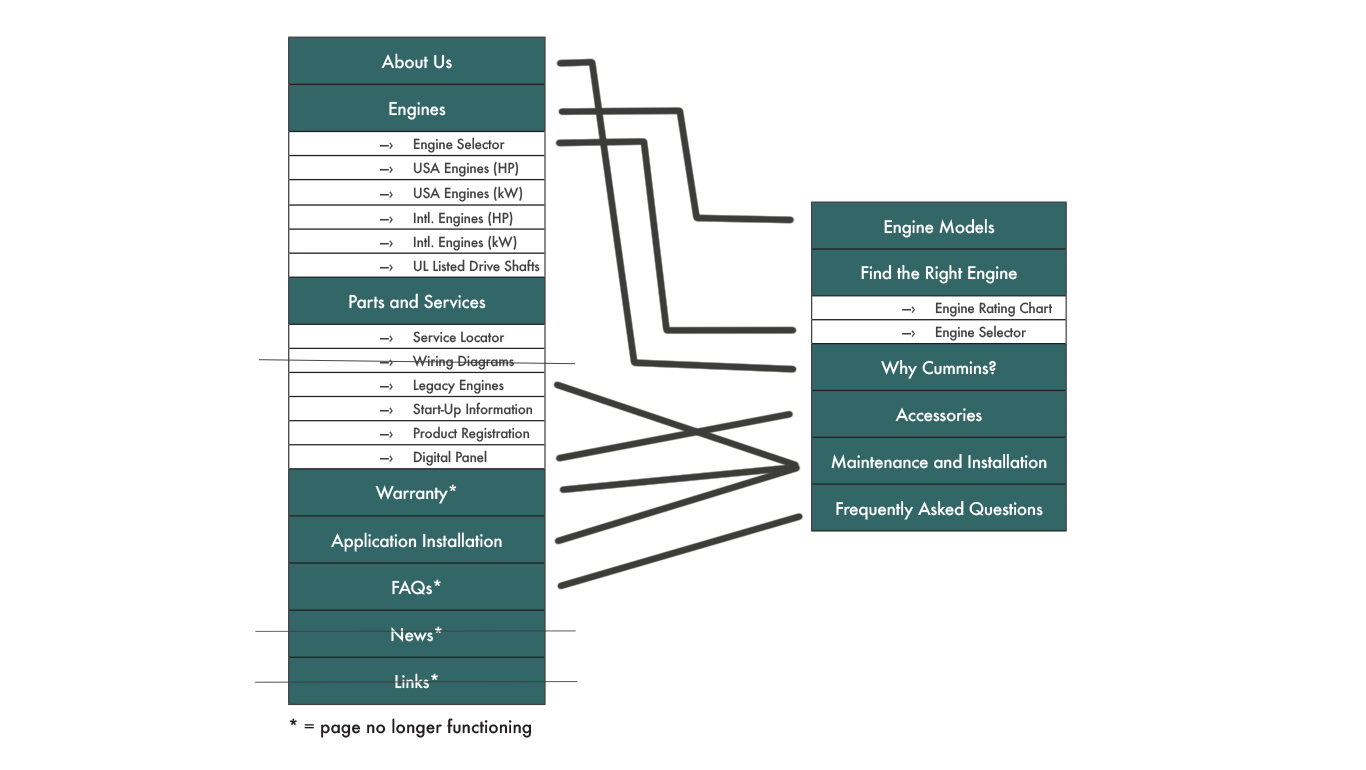 About Us
Engines
—› Engine Selector
—› USA Engines (HP)
—› USA Engines (kW)
—› Intl. Engines (HP)
—› Intl. Engines (kW)
—› UL Listed Drive Shafts
Parts and Services
—› Service Locator
—› Wiring Diagrams
—› Legacy Engines
—› Start-Up Information
—› Product Registration
—› Digital Panel
Warranty*
Application Installation
FAQs*
News*
Links*
* = page no longer functioning
Engine Models
Find the Right Engine
—› Engine Rating Chart
—› Engine Selector
Why Cummins?
Accessories
Maintenance and Installation
Frequently Asked Questions